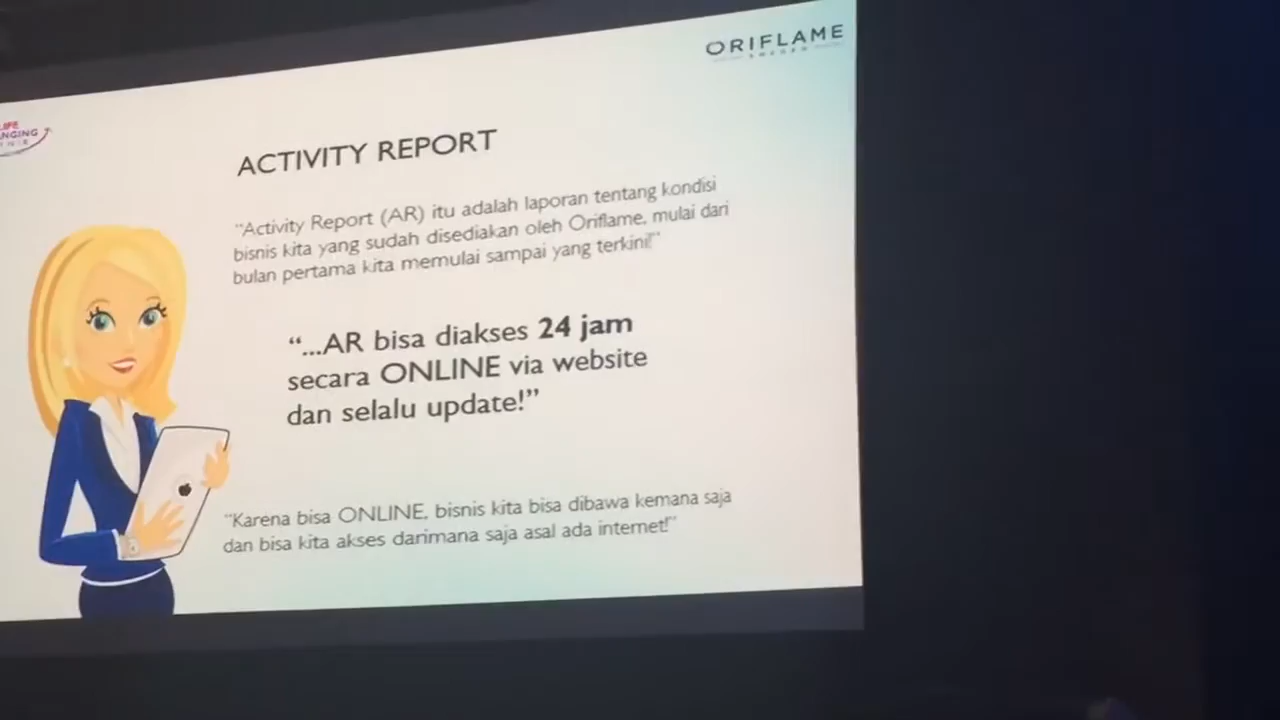 ORIFLAME
SWEDEN
LIFE
ACTIVITY REPORT
“Activity Report (AR) itu adalah laporan tentang kondisi
bisnis kita yang sudah disediakan oleh Oriflame, mulai dari
bulan pertama kita memulai sampai yang terkini!”
“...AR bisa diakses 24 jam
secara ONLINE via website
dan selalu update!”
“Karena bisa ONLINE, bisnis kita bisa dibawa kemana saja
dan bisa kita akses darimana saja asal ada internet!”